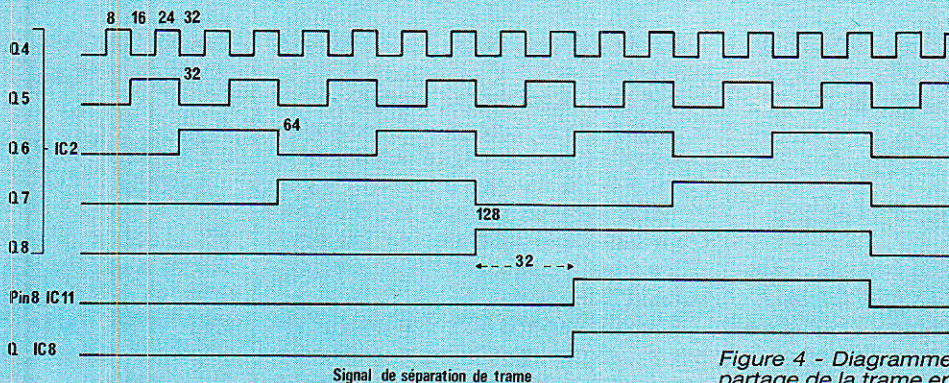 8 16 24 32
Q4
32
Q5
64
Q6 IC2
Q7
128
Q8
32
Pin8 IC11
Q IC8
Signal de séparation de trame
Figure 4 - Diagramme
partage de la trame en